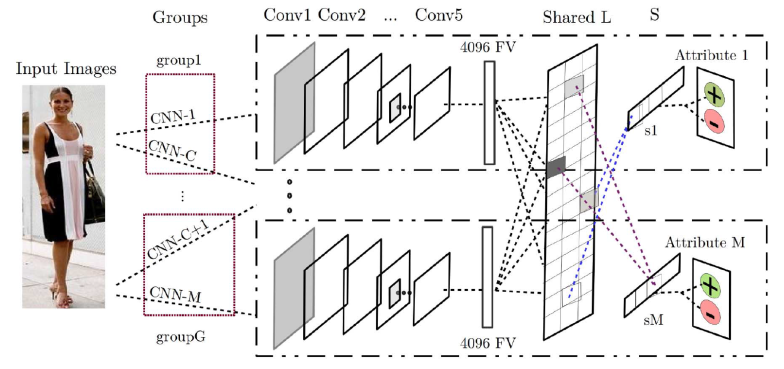 Groups
Conv1 Conv2 ... Conv5
Shared L
S
4096 FV
group1
Attribute 1
Input Images
CNN-1
+
CNN-C
-
s1
...
CNN-C+1
Attribute M
CNN-M
+
-
sM
groupG
4096 FV